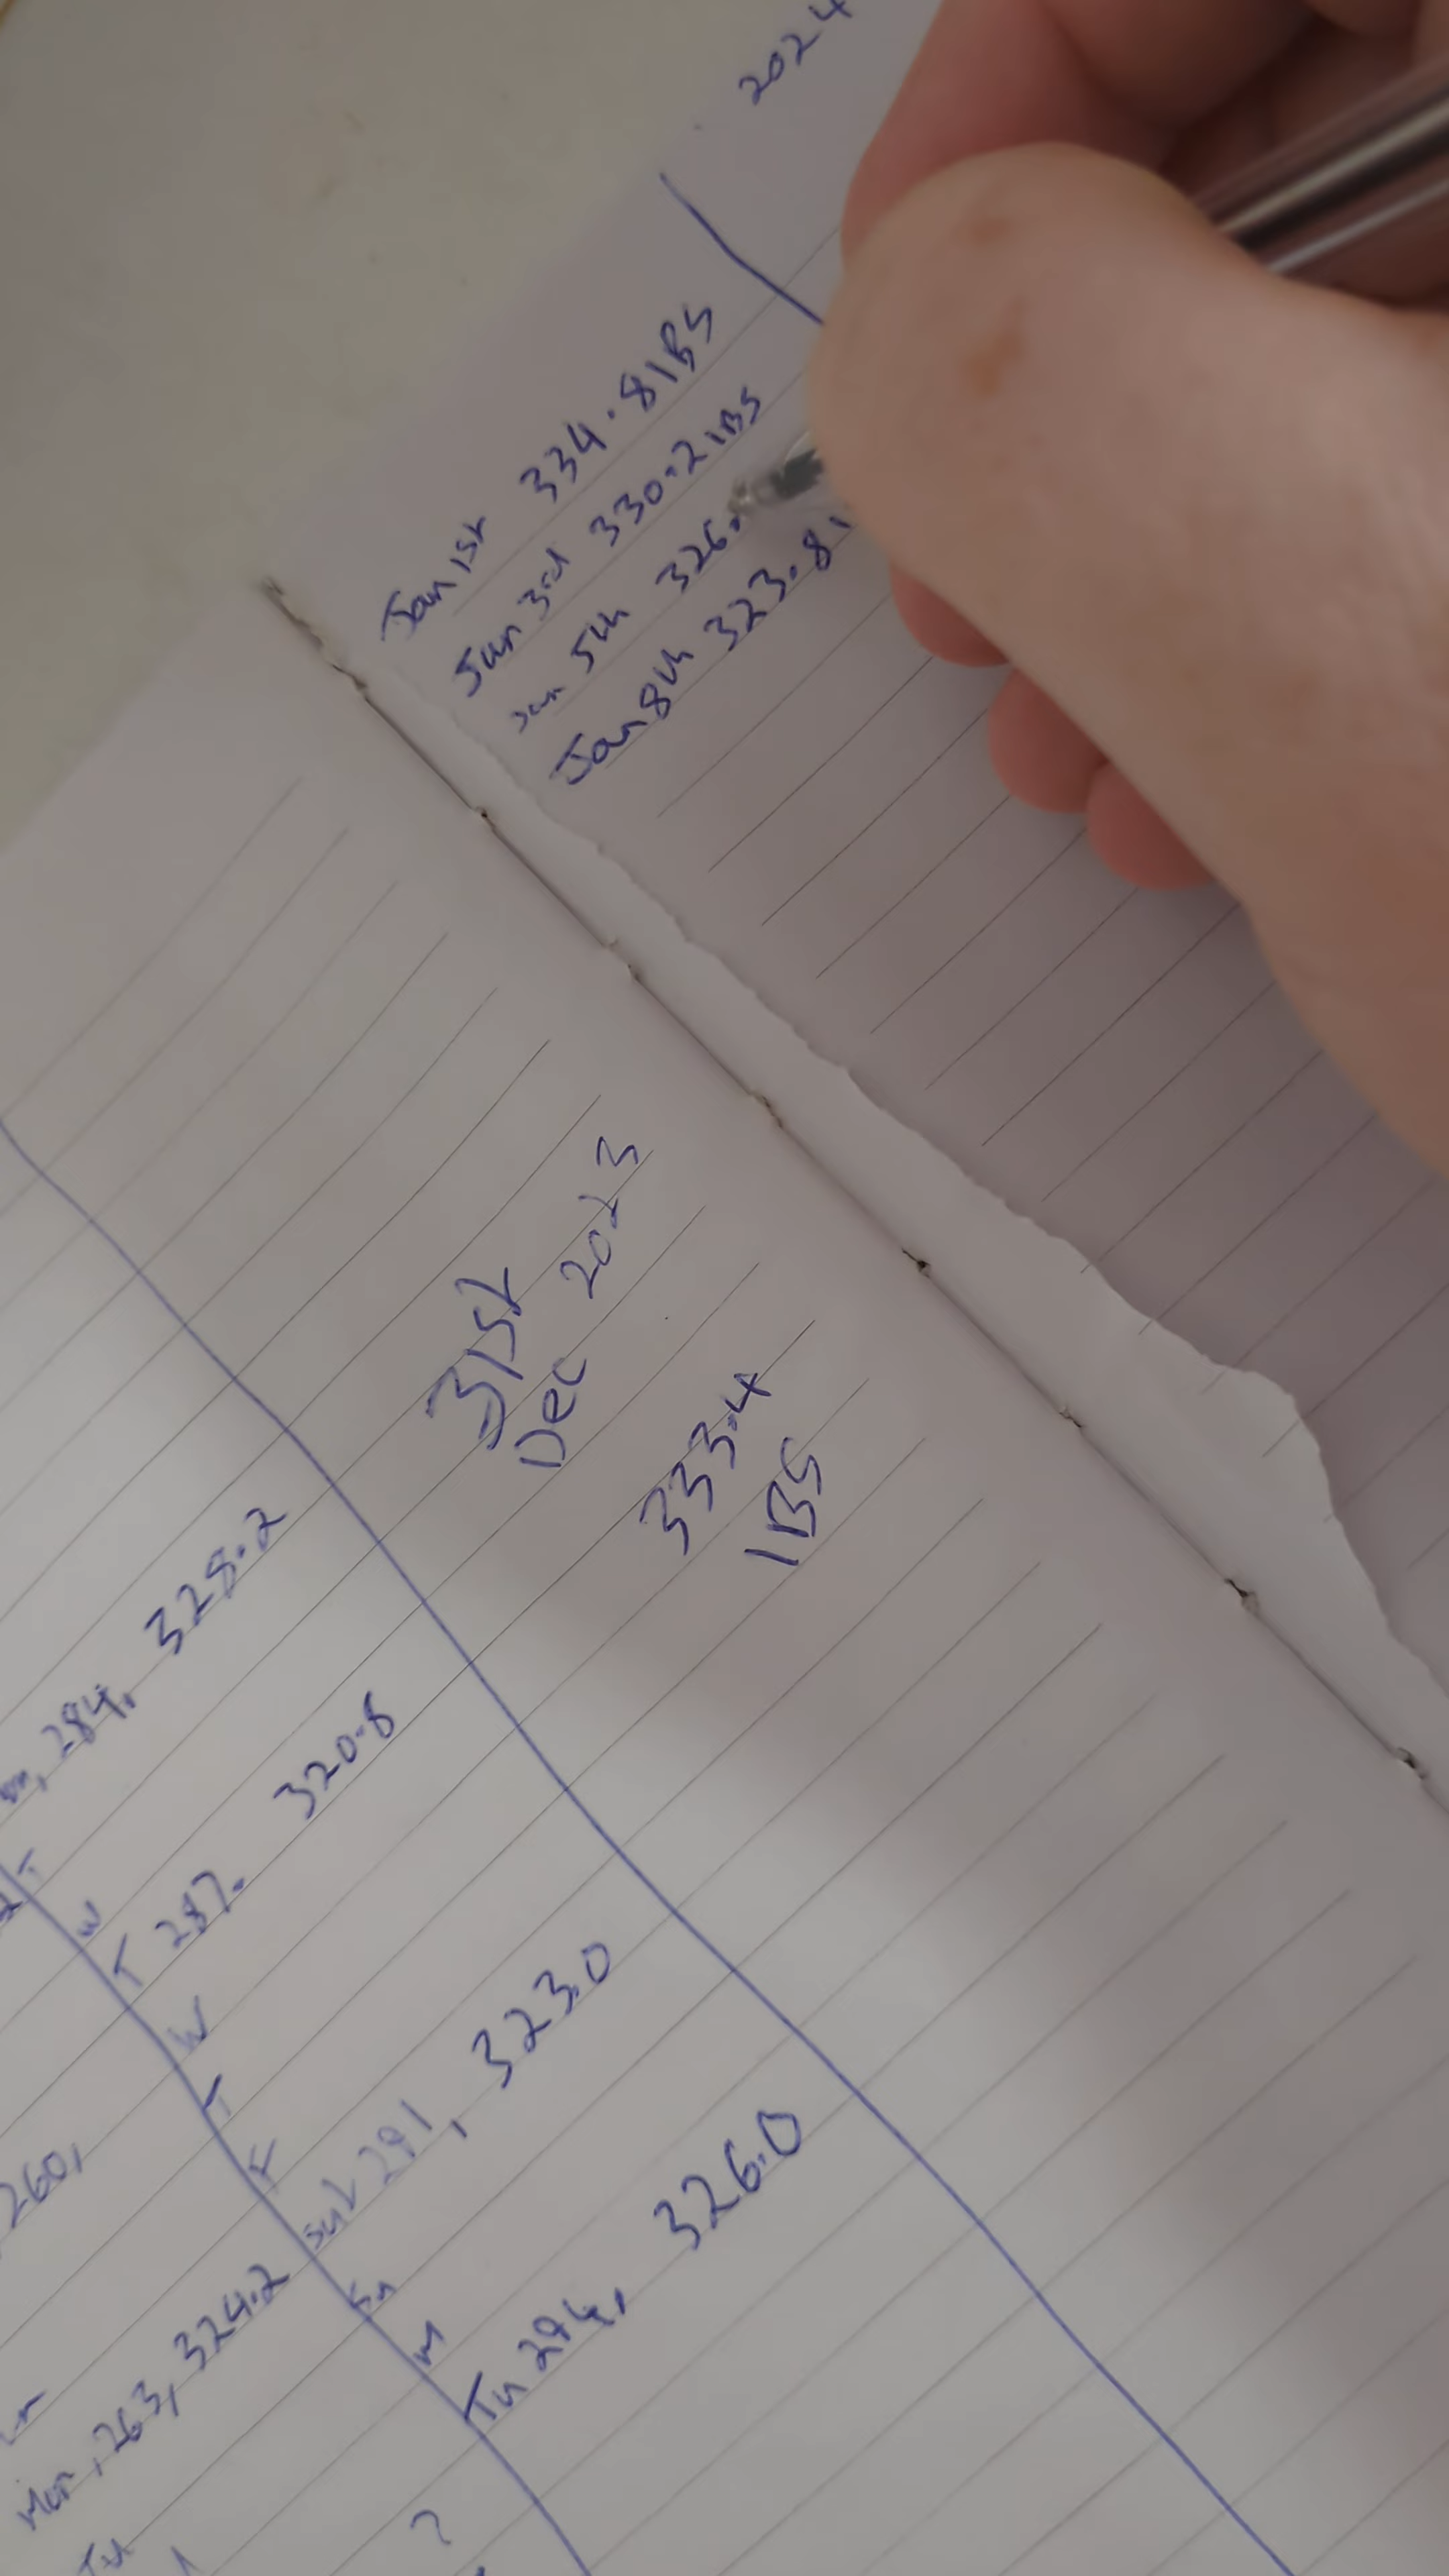 2024
Jan 1st 334.8 lBS
Jan 3rd 330.2 lBS
Jan 5th 326.
Jan 8th 323.8 l
31st
Dec 2023
333.4
lBS
284, 328.2
T
W
T 287. 320.8
W
T
F
Sat 291, 323.0
Sn
M
Tu 294, 326.0
260,
Mon, 263, 324.2
?